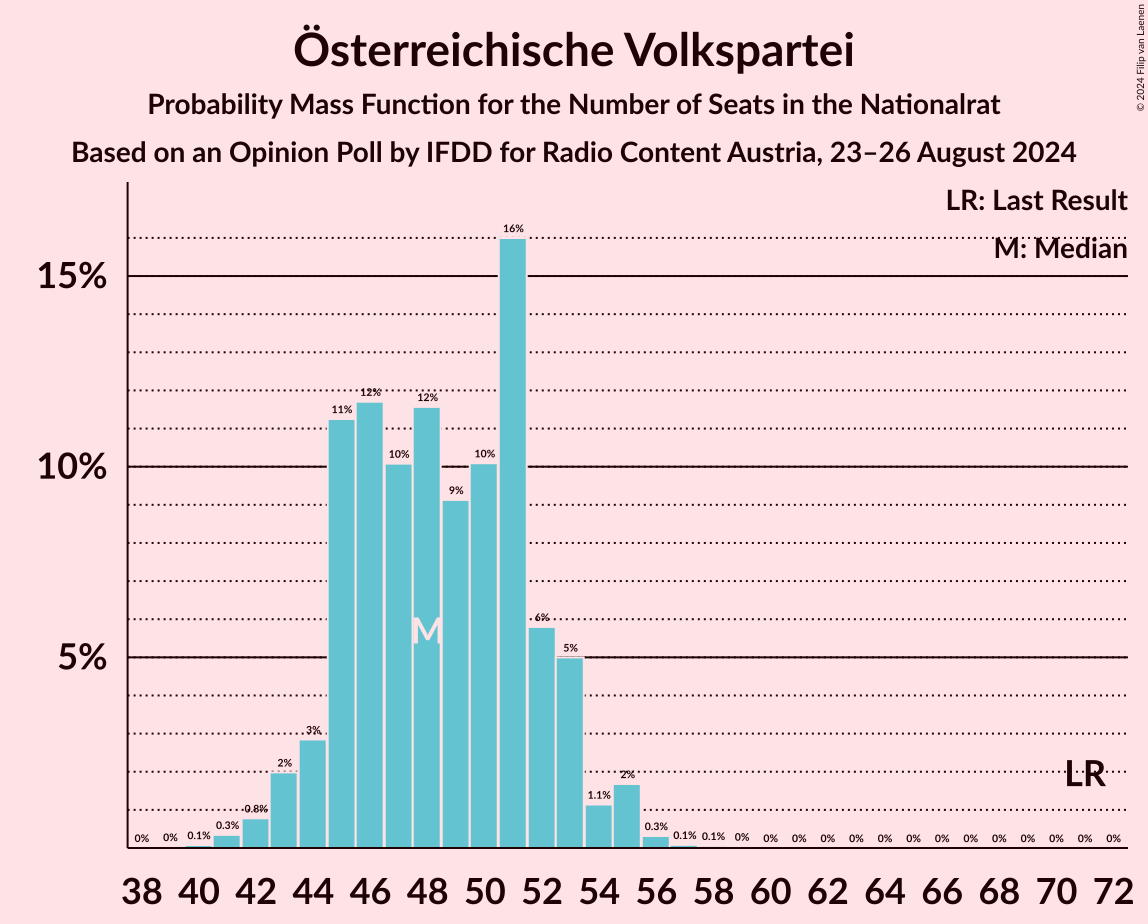 Österreichische Volkspartei
Probability Mass Function for the Number of Seats in the Nationalrat
Based on an Opinion Poll by IFDD for Radio Content Austria, 23–26 August 2024
© 2024 Filip van Laenen
LR: Last Result
M: Median
15%
10%
5%
0% 0% 0.1% 0.3% 0.8% 2% 3% 11% 12% 10% 12% 9% 10% 16% 6% 5% 1.1% 2% 0.3% 0.1% 0.1% 0% 0% 0% 0% 0% 0% 0% 0% 0% 0% 0% 0% 0% 0%
M
LR
38 40 42 44 46 48 50 52 54 56 58 60 62 64 66 68 70 72